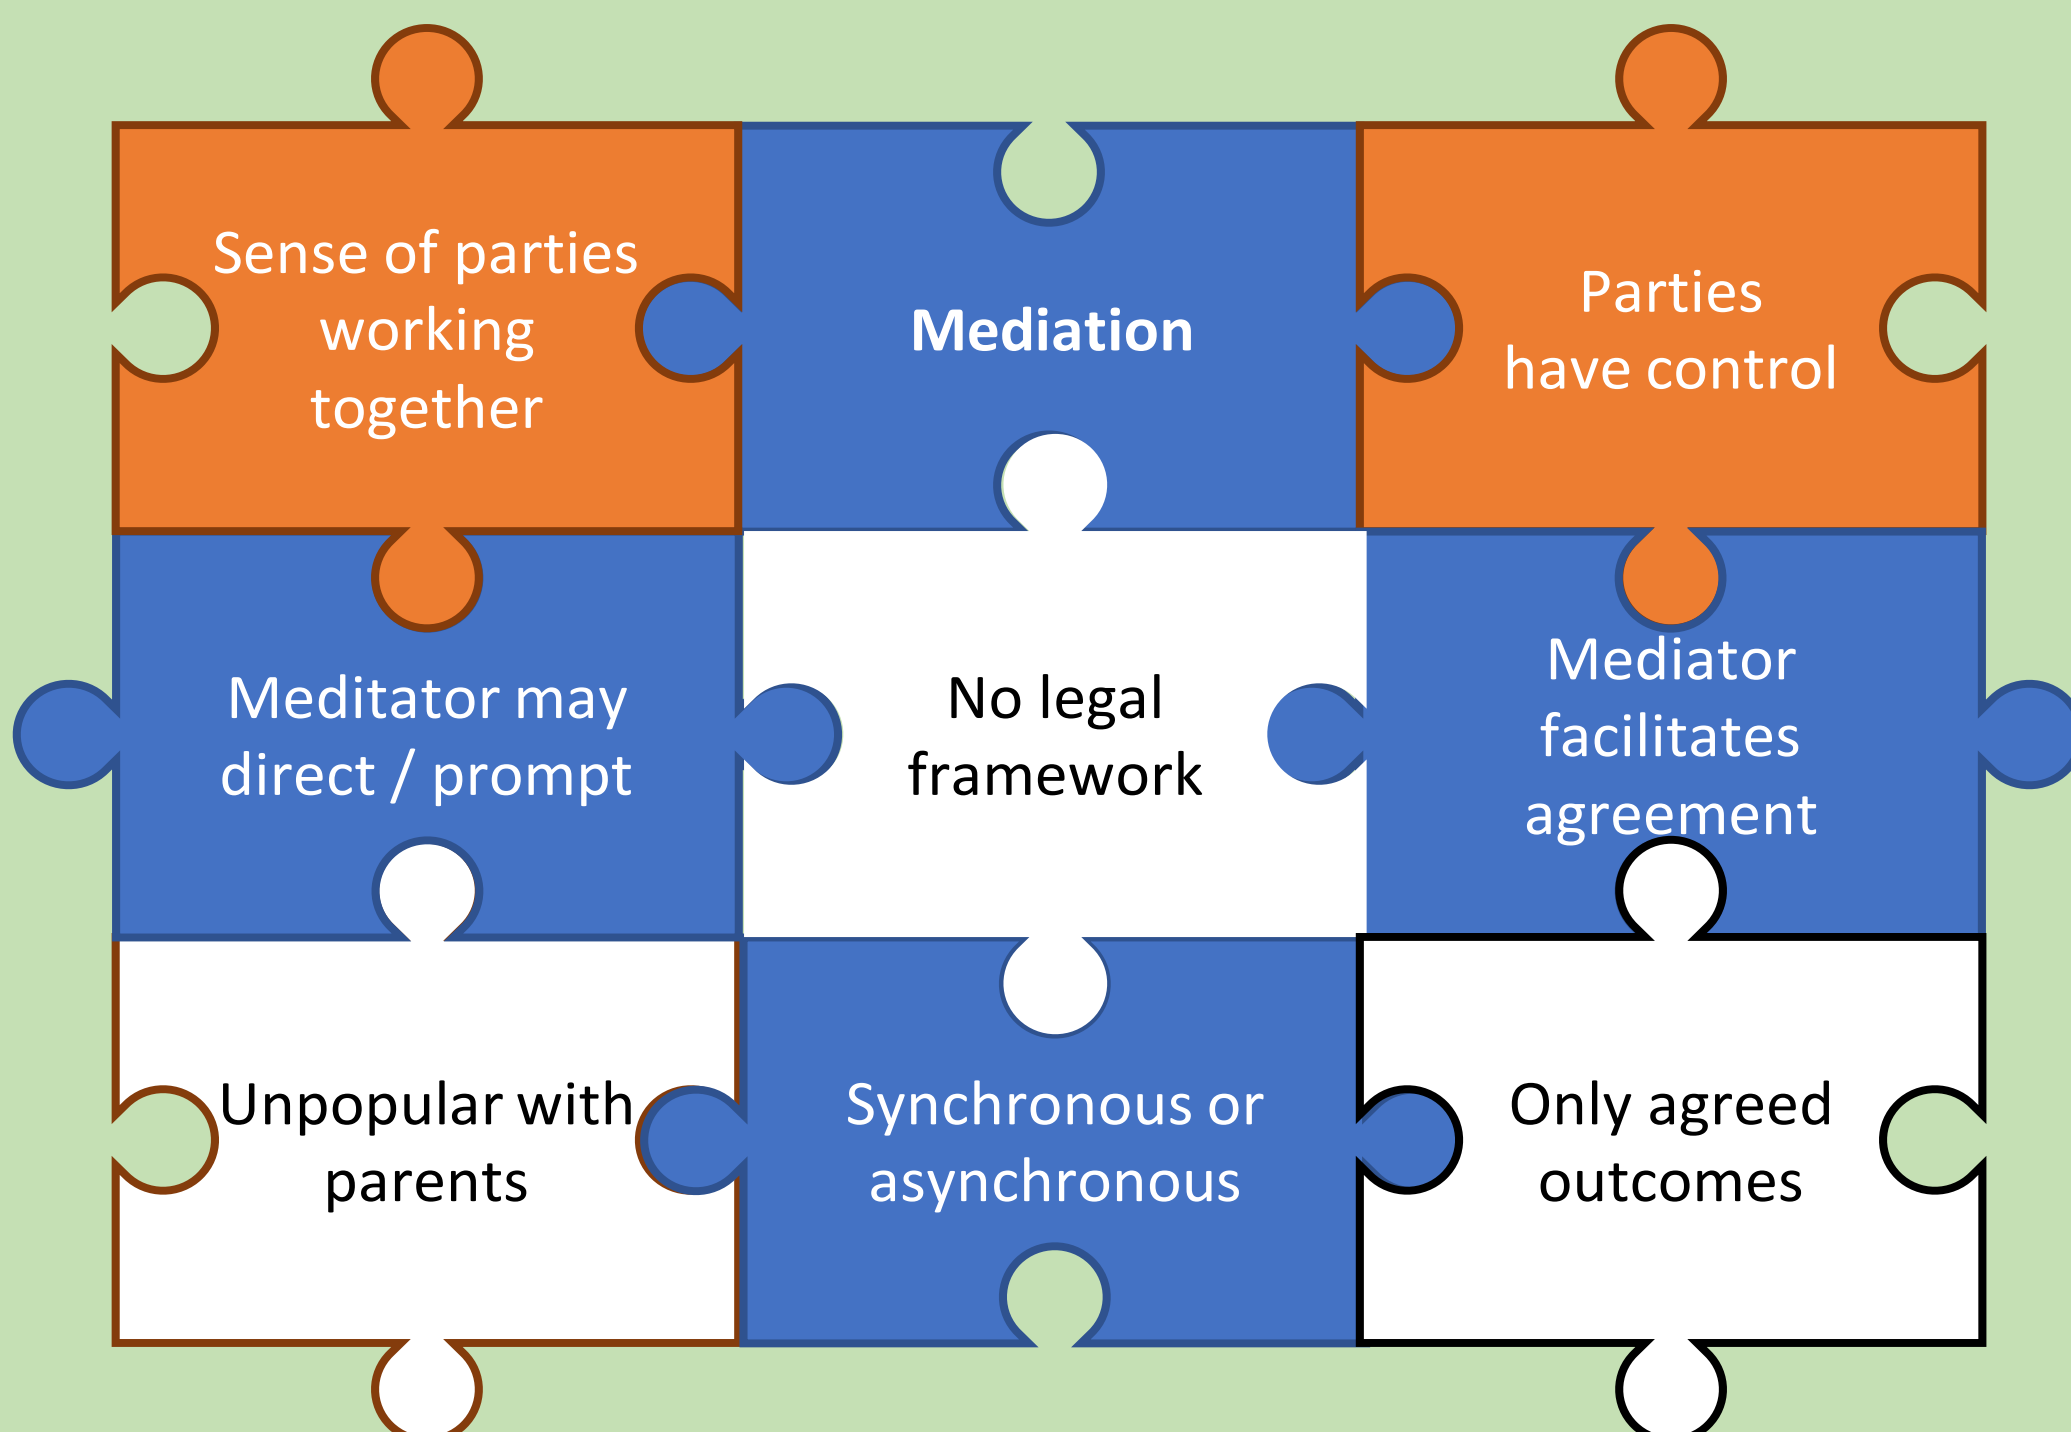 Sense of parties
working
together
Mediation
Parties
have control
Meditator may
direct / prompt
No legal
framework
Mediator
facilitates
agreement
Unpopular with
parents
Synchronous or
asynchronous
Only agreed
outcomes